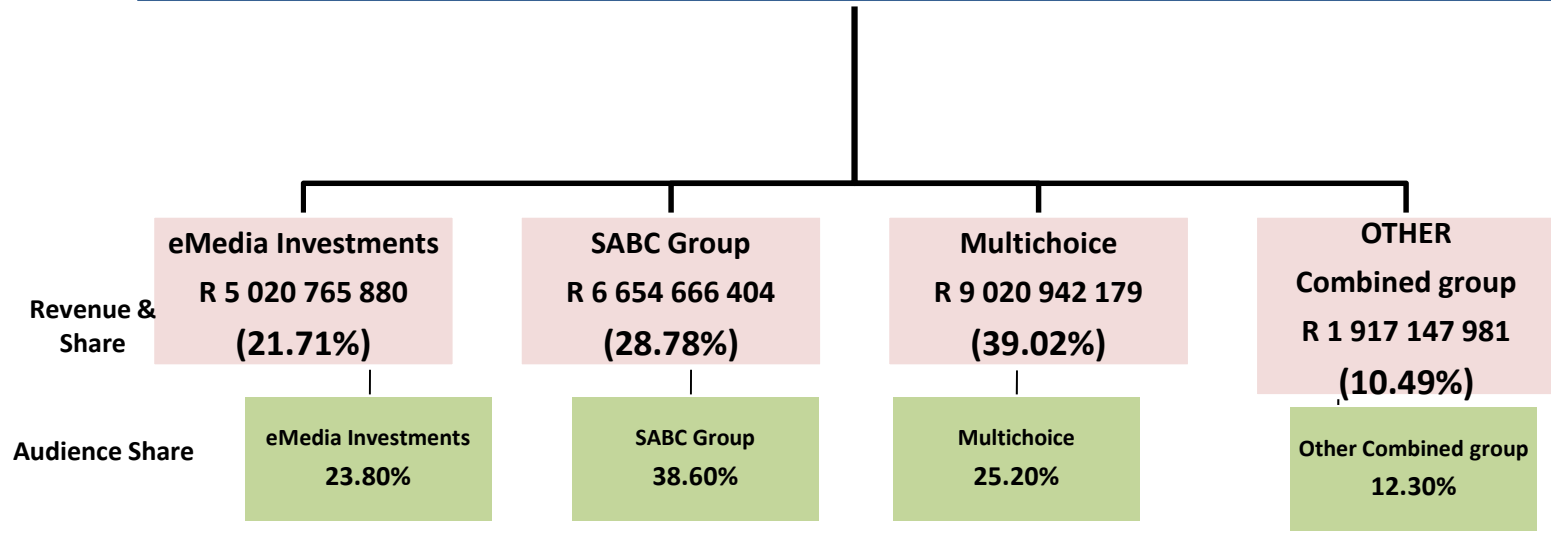 eMedia Investments
R 5 020 765 880
(21.71%)
SABC Group
R 6 654 666 404
(28.78%)
Multichoice
R 9 020 942 179
(39.02%)
OTHER
Combined group
R 1 917 147 981
(10.49%)
Revenue &
Share
Audience Share
eMedia Investments
23.80%
SABC Group
38.60%
Multichoice
25.20%
Other Combined group
12.30%